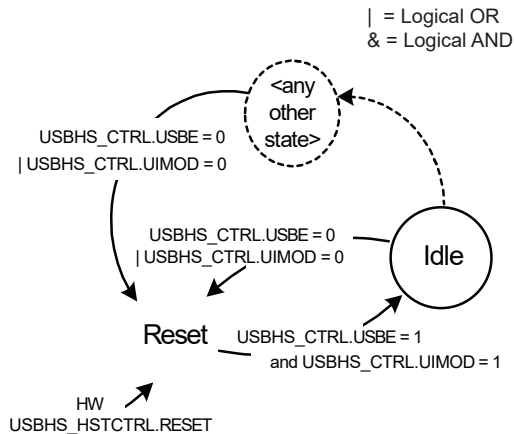 | = Logical OR
& = Logical AND
<any
other
state>
USBHS_CTRL.USBE = 0
| USBHS_CTRL.UIMOD = 0
USBHS_CTRL.USBE = 0
| USBHS_CTRL.UIMOD = 0
Idle
Reset
USBHS_CTRL.USBE = 1
and USBHS_CTRL.UIMOD = 1
HW
USBHS_HSTCTRL.RESET